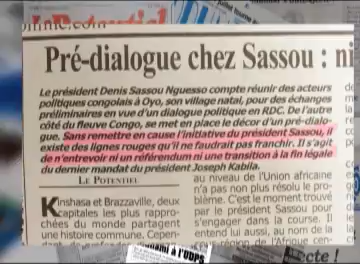 Pré-dialogue chez Sassou : ni
Le président Denis Sassou Nguesso compte réunir des acteurs
politiques congolais à Oyo, son village natal, pour des échanges
préliminaires en vue d'un dialogue politique en RDC. De l'autre
côté du fleuve Congo, se met en place le décor d'un pré-dialo-
gue. Sans remettre en cause l'initiative du président Sassou, il
existe des lignes rouges qu'il ne faudrait pas franchir. Il s'agit
de n'entrevoir ni un référendum ni une transition à la fin légale
du dernier mandat du président Joseph Kabila.
LE POTENTIEL
Kinshasa et Brazzaville, deux
capitales les plus rappro-
chées du monde partagent
une histoire commune. Cepen-
au niveau de l'Union africaine
n'a pas non plus résolu le pro-
blème. C'est le moment trouvé
par le président Sassou pour
s'engager dans la course. Il
entend lui aussi, au nom de la
région de l'Afrique cen-
à l'UDPS